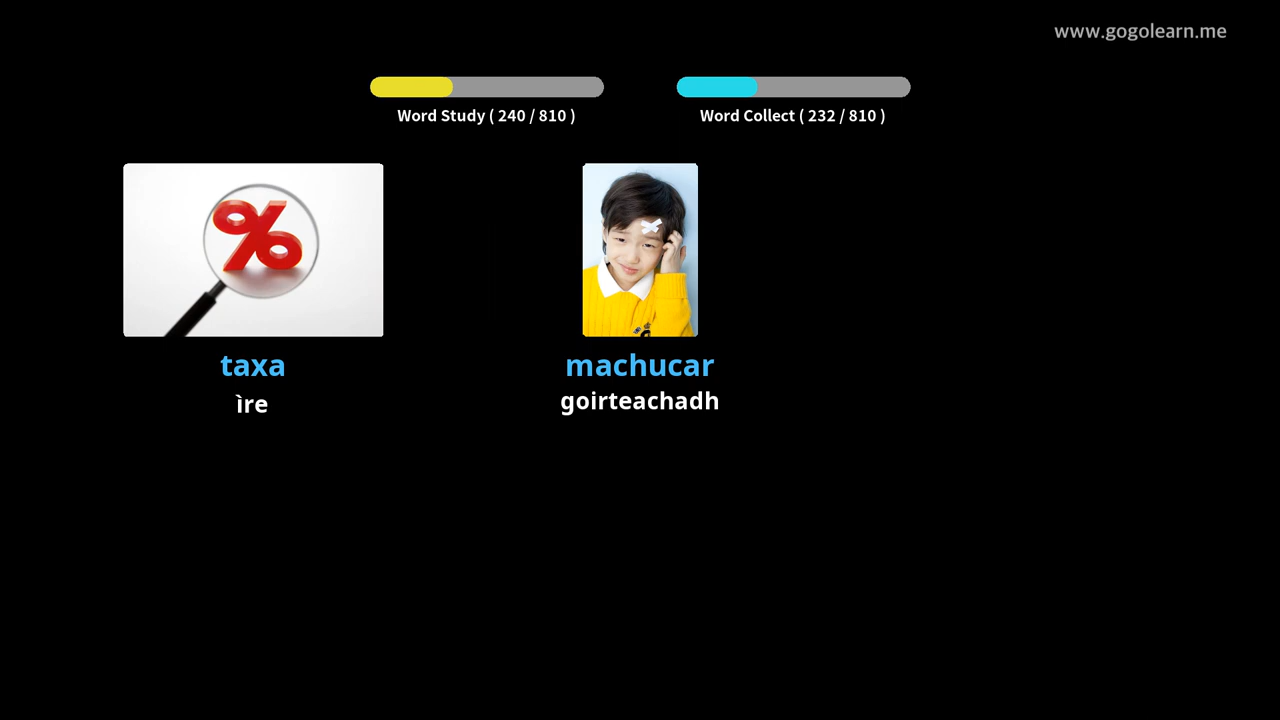 www.gogolearn.me
Word Study ( 240 / 810 )
Word Collect ( 232 / 810 )
%
taxa
ìre
machucar
goirteachadh